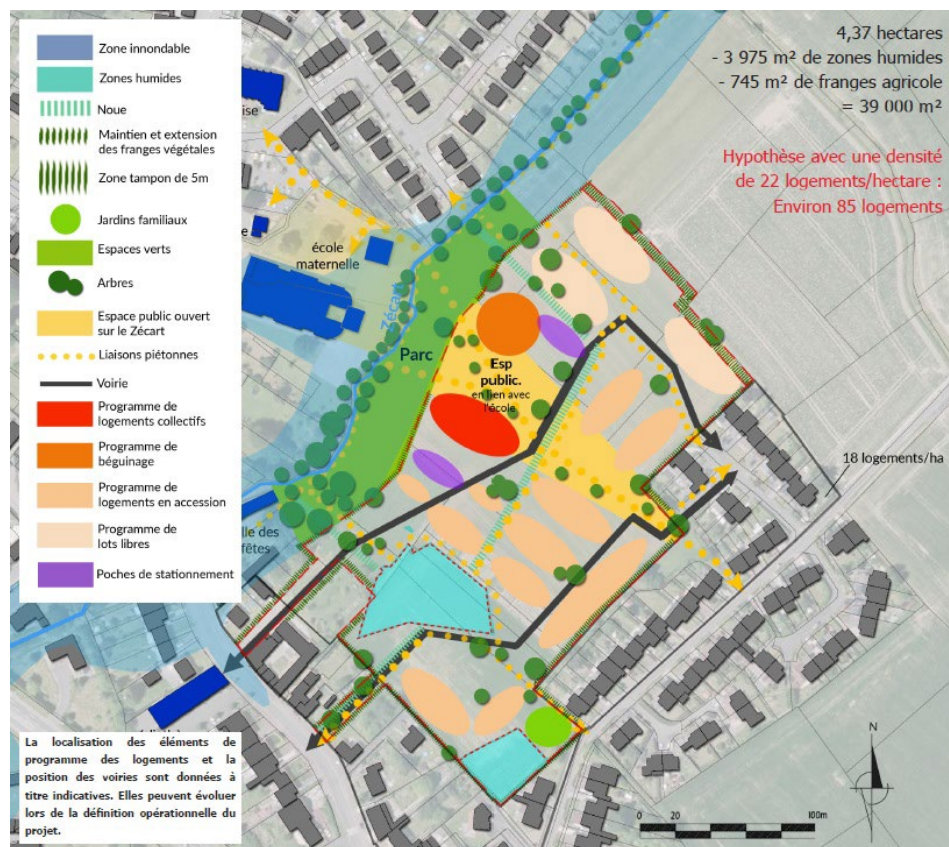 Zone innondable
Zones humides
Noue
Maintien et extension
des franges végétales
Zone tampon de 5m
Jardins familiaux
Espaces verts
Arbres
Espace public ouvert
sur le Zécart
Liaisons piétonnes
Voirie
Programme de
logements collectifs
Programme de
béguinage
Programme de
logements en accession
Programme de
lots libres
Poches de stationnement
La localisation des éléments de
programme des logements et la
position des voiries sont données à
titre indicatives. Elles peuvent évoluer
lors de la définition opérationnelle du
projet.
4,37 hectares
- 3 975 m² de zones humides
- 745 m² de franges agricole
= 39 000 m²
Hypothèse avec une densité
de 22 logements/hectare :
Environ 85 logements
ise
e
école
maternelle
Zécart
Parc
Esp
public.
en lien avec
l'école
18 logements/ha
lle des
fêtes
N
0 20 100m